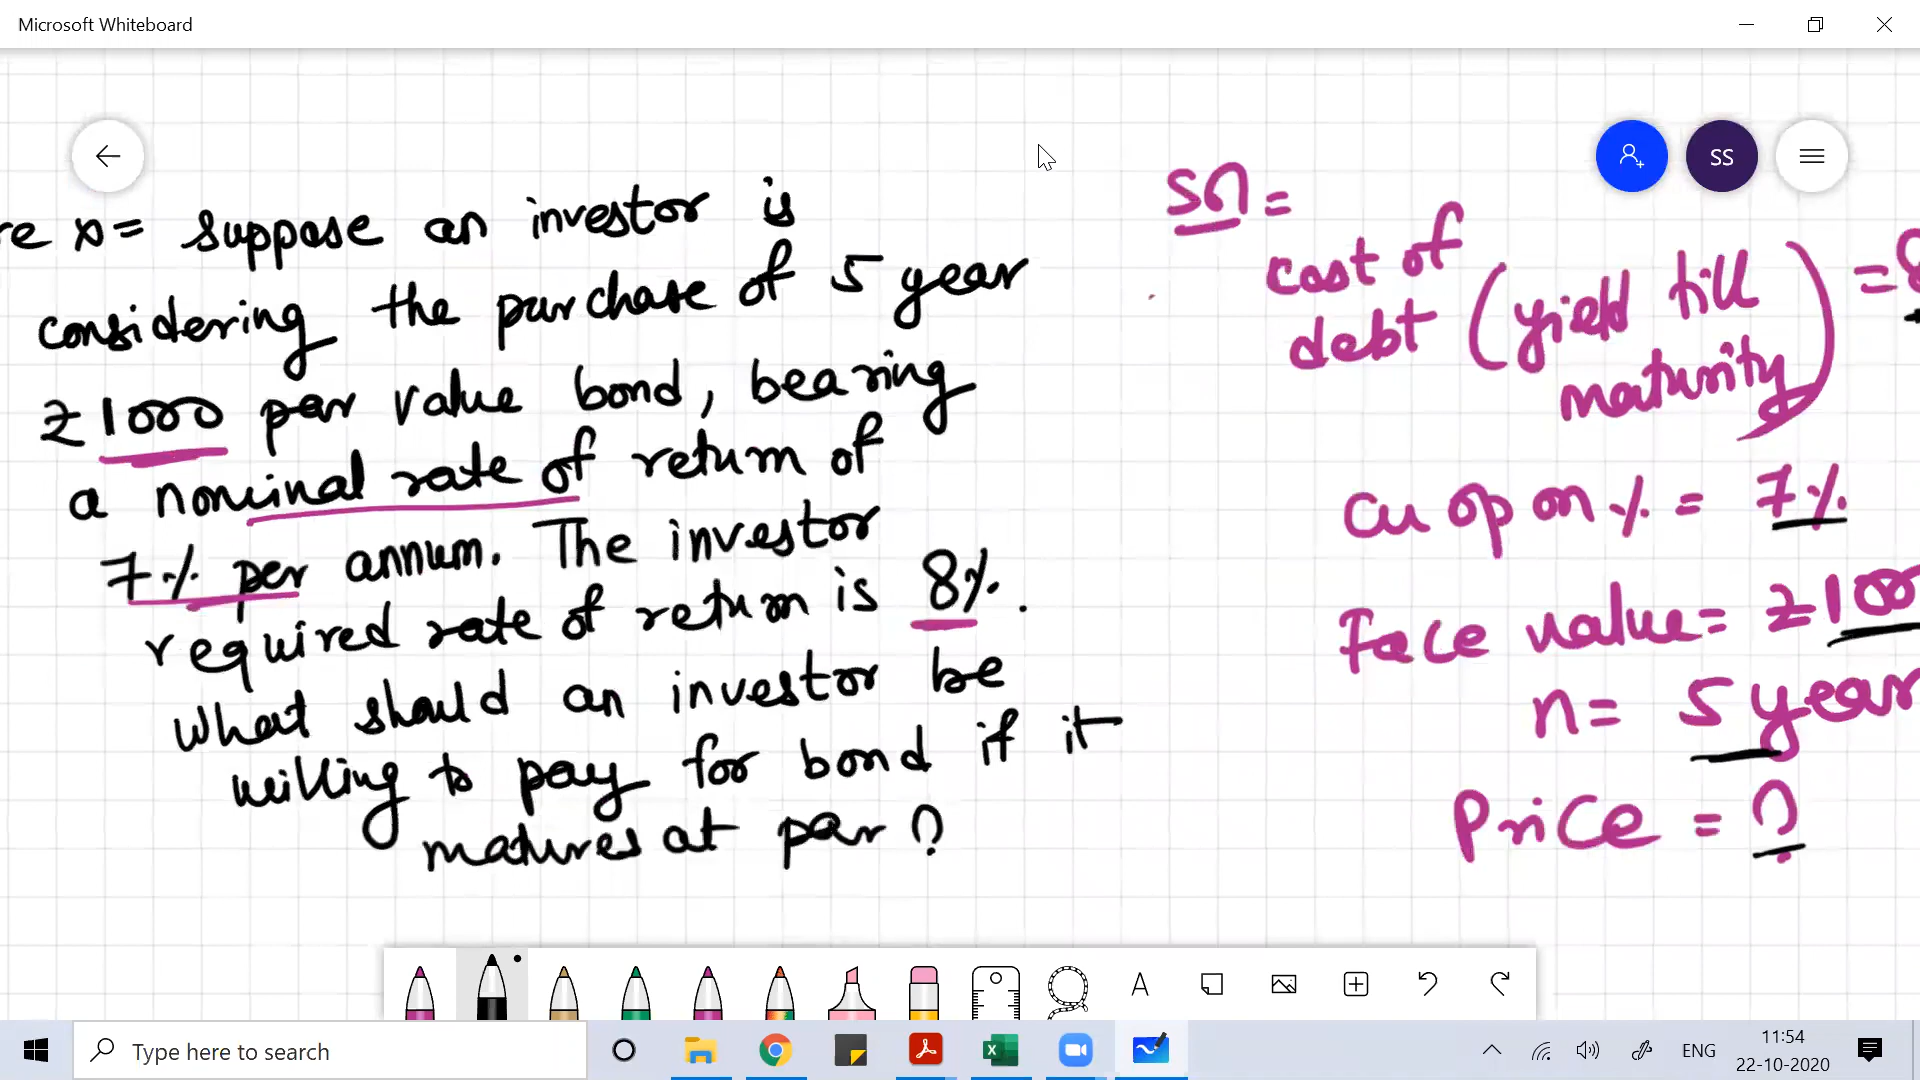 Microsoft Whiteboard
SS
re x= suppose an investor is
considering the purchase of 5 year
₹1000 par value bond, bearing
a nominal rate of return of
7% per annum. The investor
required rate of return is 8%.
What should an investor be
willing to pay for bond if it
matures at par?
=
cost of
debt (yield till
maturity) = 8
Cuopon % = 7%
Face value = ₹100
n= 5 year
Price = ?
A
Type here to search
ENG
11:54
22-10-2020